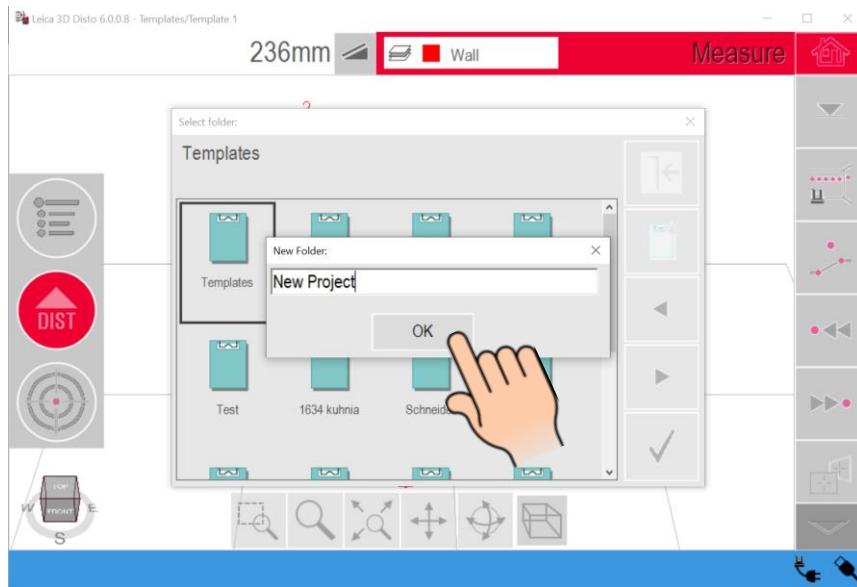 Leica 3D Disto 6.0.0.8 - Templates/Template 1
236mm
Wall
Measure
Select folder:
Templates
New Folder:
Templates
New Project
DIST
OK
Test
1634 kuhnia
TOP
FRONT
W
E
S